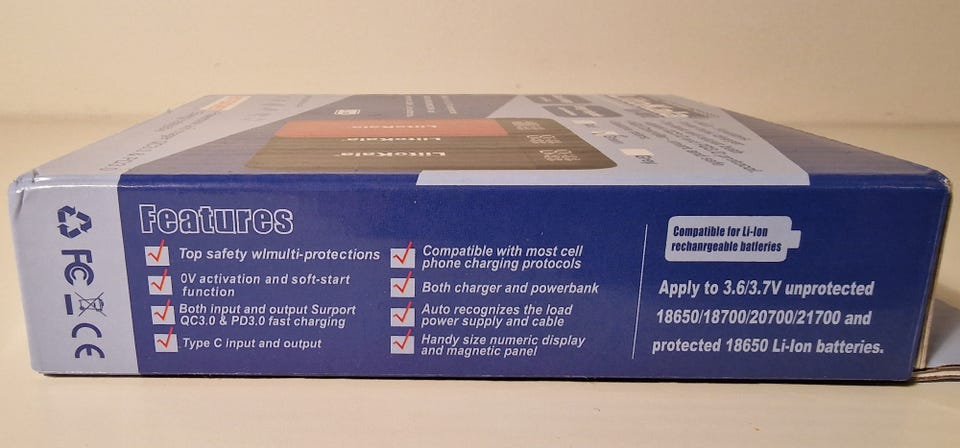 LiitoKala
LiitoKala
Grey
Features
Top safety wlmulti-protections
0V activation and soft-start
function
Both input and output Surport
QC3.0 & PD3.0 fast charging
Type C input and output
Compatible with most cell
phone charging protocols
Both charger and powerbank
Auto recognizes the load
power supply and cable
Handy size numeric display
and magnetic panel
Compatible for Li-Ion
rechanrgeable batteries
Apply to 3.6/3.7V unprotected
18650/18700/20700/21700 and
protected 18650 Li-Ion batteries.
FC
CE